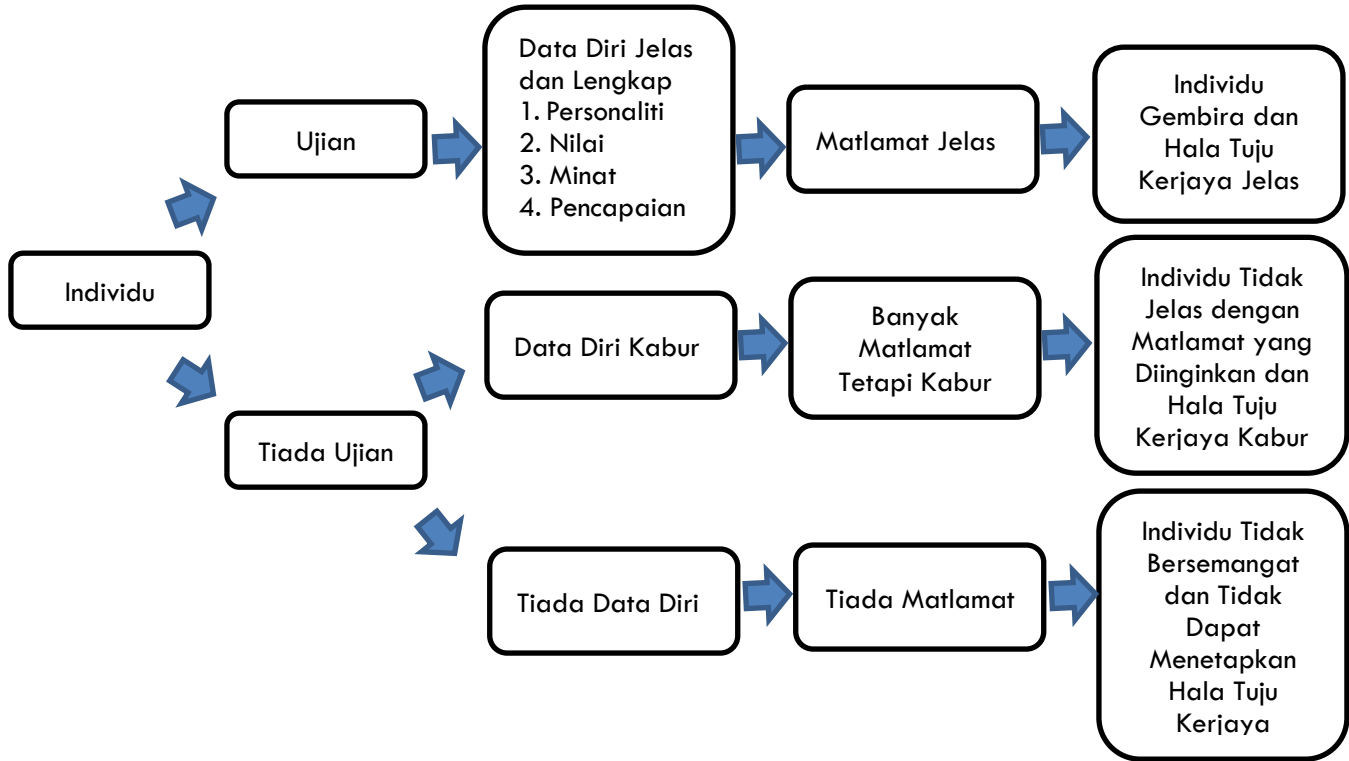 Individu
Ujian
Data Diri Jelas
dan Lengkap
1. Personaliti
2. Nilai
3. Minat
4. Pencapaian
Matlamat Jelas
Individu
Gembira dan
Hala Tuju
Kerjaya Jelas
Tiada Ujian
Data Diri Kabur
Banyak
Matlamat
Tetapi Kabur
Individu Tidak
Jelas dengan
Matlamat yang
Diinginkan dan
Hala Tuju
Kerjaya Kabur
Tiada Data Diri
Tiada Matlamat
Individu Tidak
Bersemangat
dan Tidak
Dapat
Menetapkan
Hala Tuju
Kerjaya